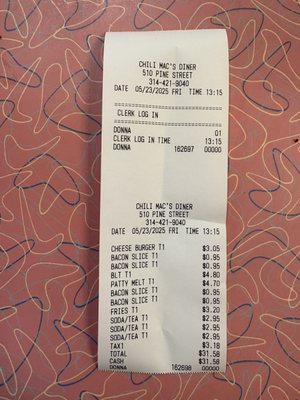 CHILI MAC'S DINER
510 PINE STREET
314-421-9040
DATE 05/23/2025 FRI TIME 13:15
==============================
CLERK LOG IN
==============================
DONNA 01
CLERK LOG IN TIME 13:15
DONNA 162697 00000
CHILI MAC'S DINER
510 PINE STREET
314-421-9040
DATE 05/23/2025 FRI TIME 13:15
CHEESE BURGER T1 $3.05
BACON SLICE T1 $0.95
BACON SLICE T1 $0.95
BLT T1 $4.80
PATTY MELT T1 $4.70
BACON SLICE T1 $0.95
BACON SLICE T1 $0.95
FRIES T1 $3.20
SODA/TEA T1 $2.95
SODA/TEA T1 $2.95
SODA/TEA T1 $2.95
TAX1 $3.18
TOTAL $31.58
CASH $31.58
DONNA 162698 00000